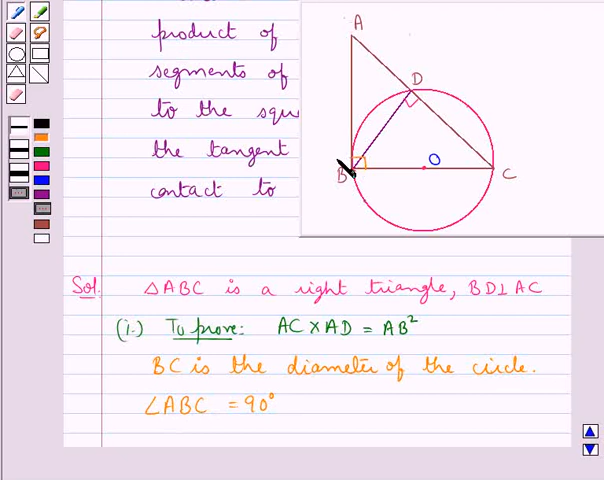 product of
segments of
to the squ
the tangent
contact to
A
D
B
O
C
Sol. △ABC is a right triangle, BD⊥AC
(i.) To prove: AC×AD = AB²
BC is the diameter of the circle.
∠ABC = 90°